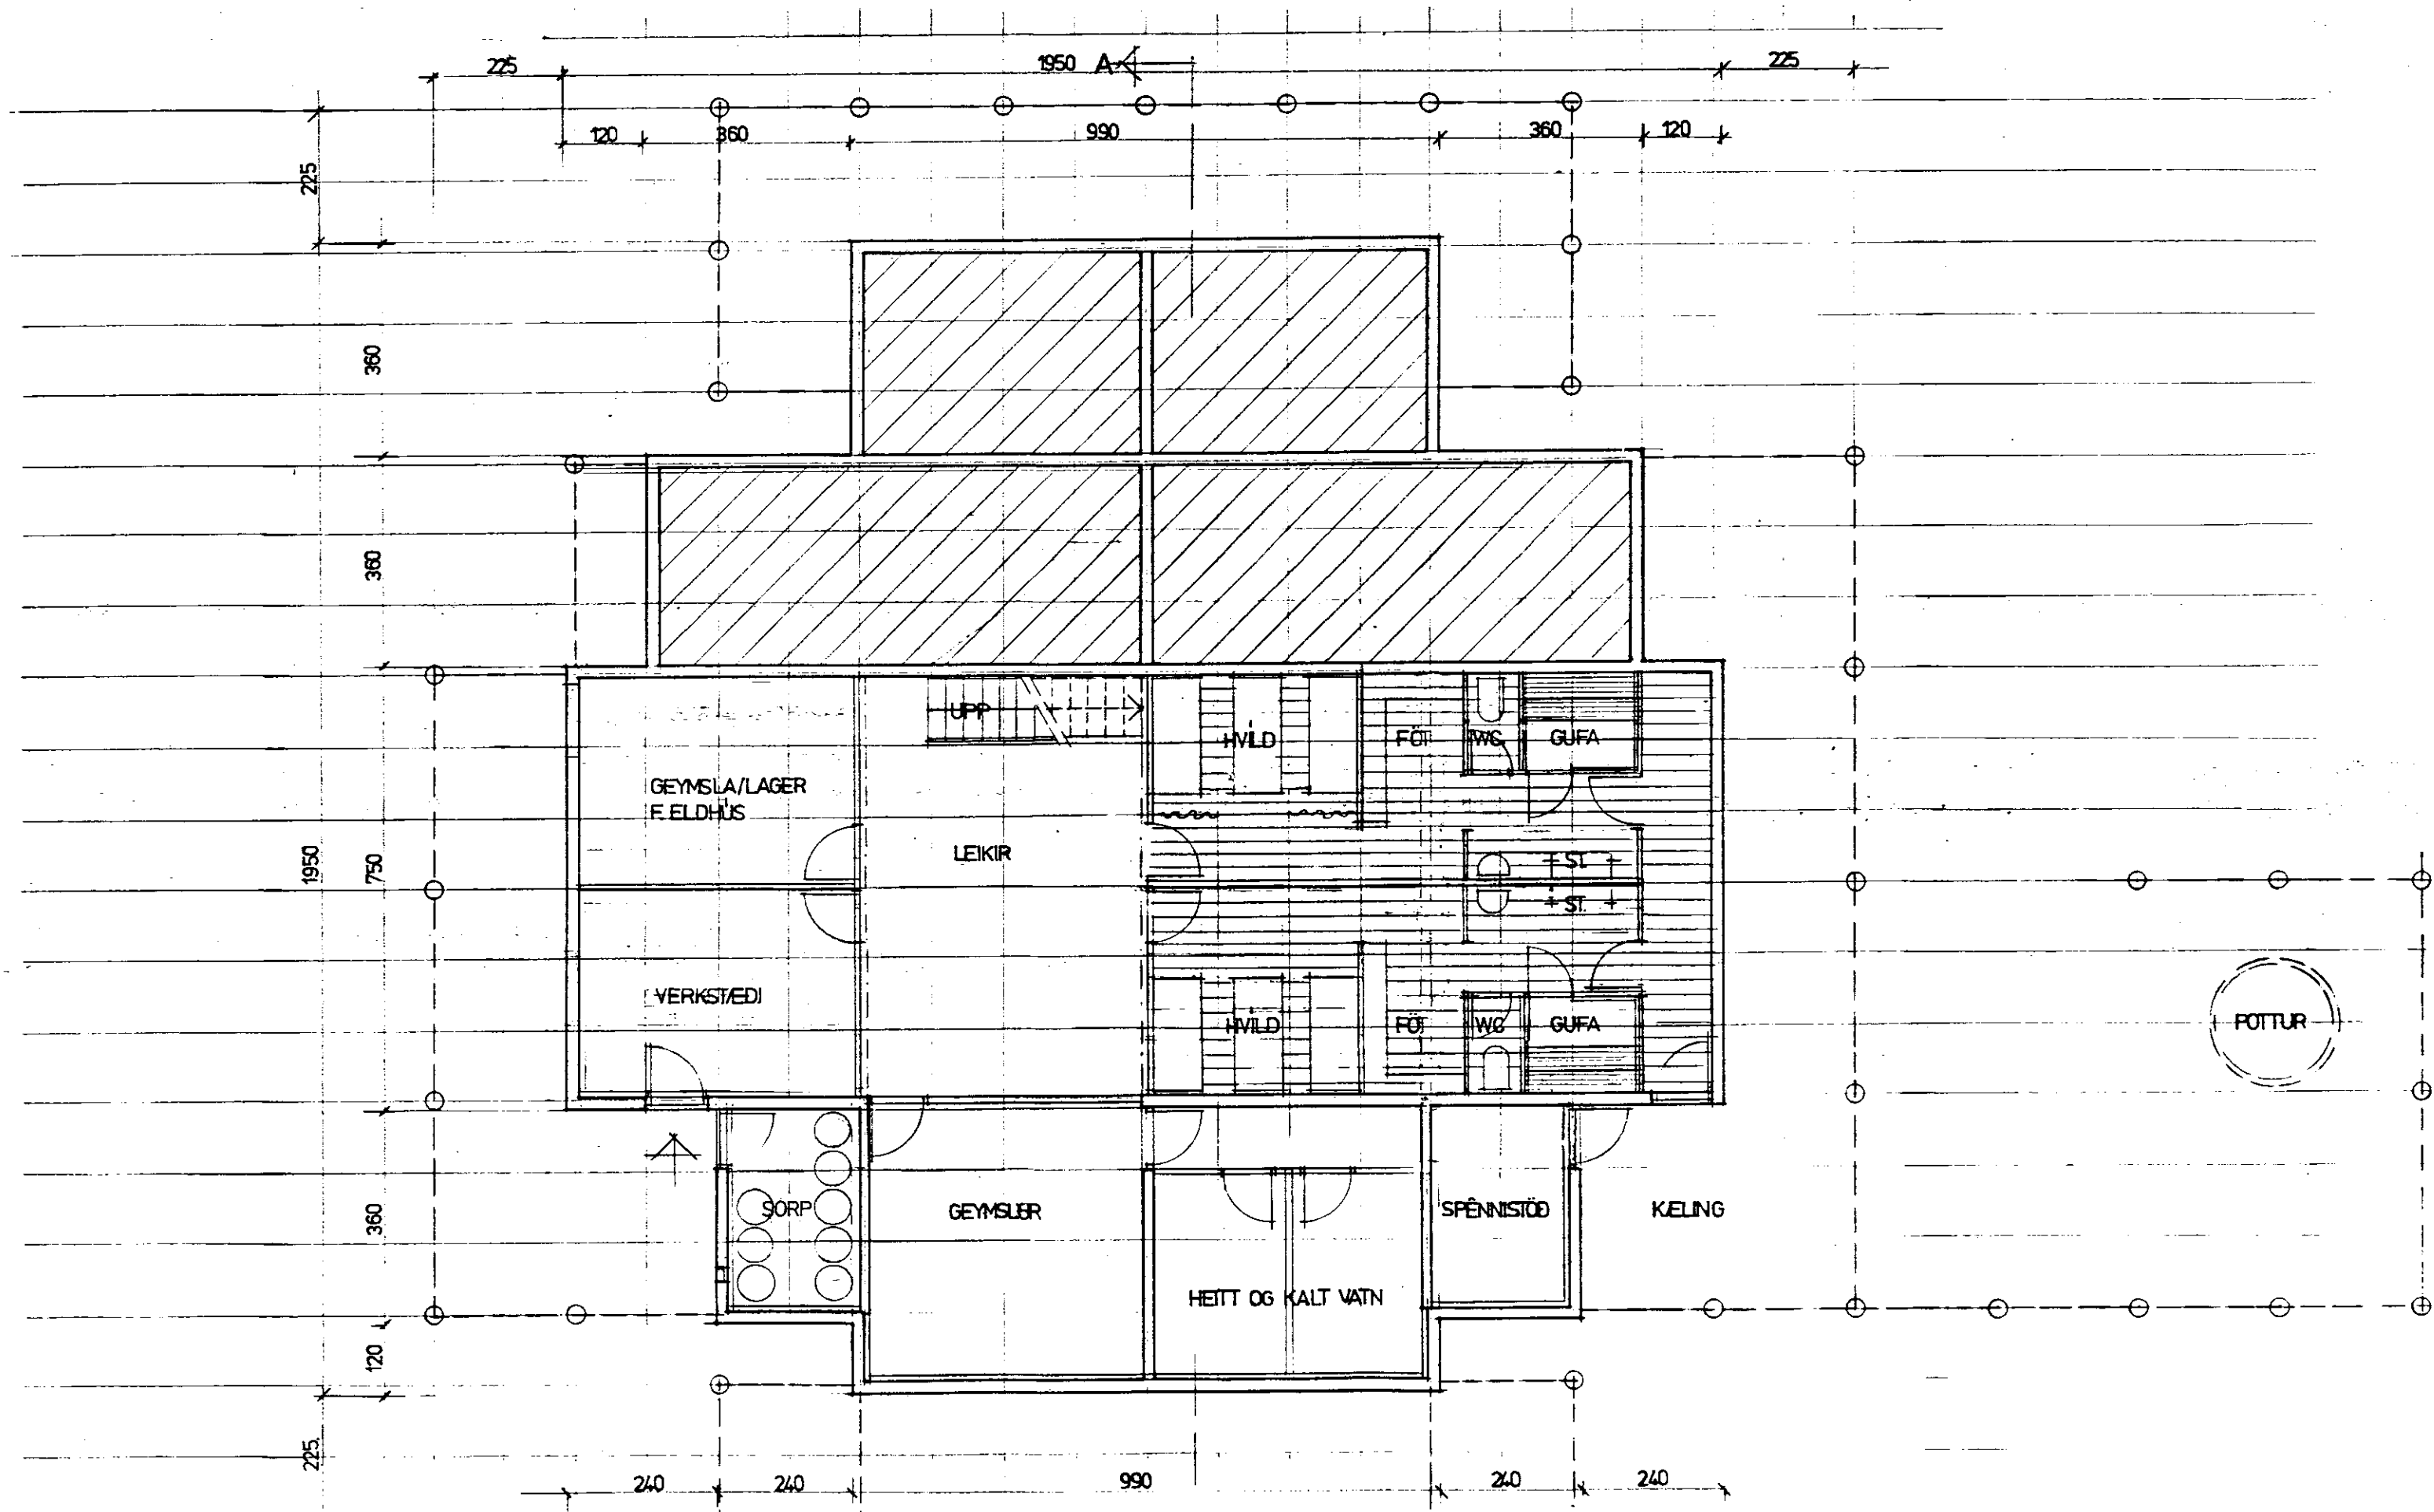 225
1950
A
225
120
360
990
360
120
225
360
360
UPP
HVÍLD
FÖT
WC
GUFA
GEYMSLA/LAGER
F. ELDHÚS
LEIKIR
ST.
1950
750
ST.
VERKSTÆDI
HVÍLD
FÖT
WC
GUFA
POTTUR
SORP
GEYMSLUR
SPENNISTÖÐ
KÆLING
360
HEITT OG KALT VATN
120
225
240
240
990
240
240